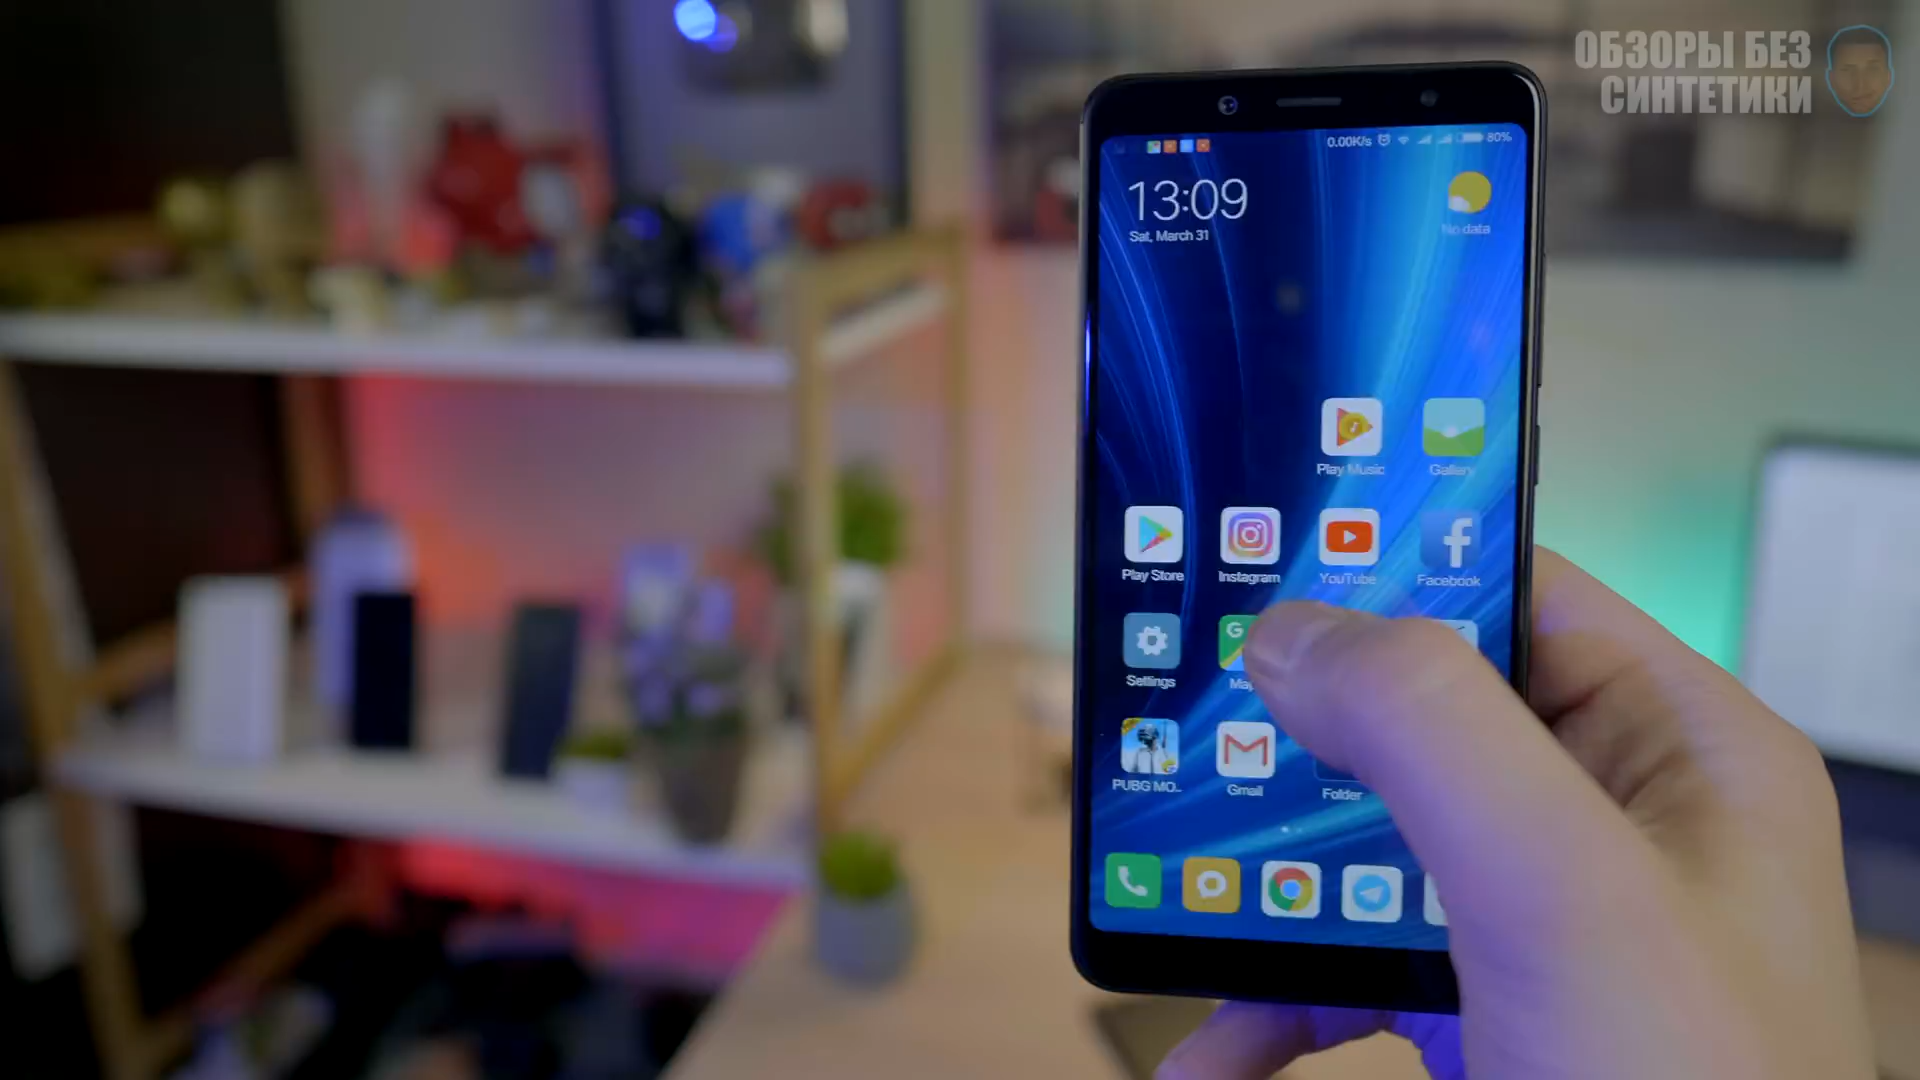 ОБЗОРЫ БЕЗ
СИНТЕТИКИ
0.00K/s
80%
13:09
Sat, March 31
No data
Play Music
Gallery
Play Store
Instagram
YouTube
Facebook
Settings
G
PUBG MO..
Gmail
Folder